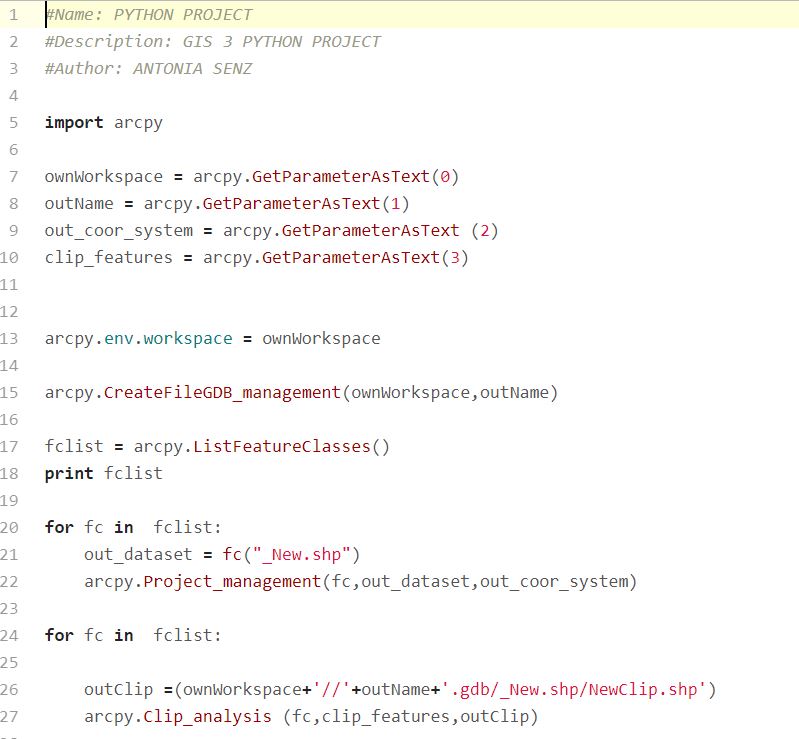 1 #Name: PYTHON PROJECT
2 #Description: GIS 3 PYTHON PROJECT
3 #Author: ANTONIA SENZ
4
5 import arcpy
6
7 ownWorkspace = arcpy.GetParameterAsText(0)
8 outName = arcpy.GetParameterAsText(1)
9 out_coor_system = arcpy.GetParameterAsText (2)
10 clip_features = arcpy.GetParameterAsText(3)
11
12
13 arcpy.env.workspace = ownWorkspace
14
15 arcpy.CreateFileGDB_management(ownWorkspace,outName)
16
17 fclist = arcpy.ListFeatureClasses()
18 print fclist
19
20 for fc in  fclist:
21     out_dataset = fc("_New.shp")
22     arcpy.Project_management(fc,out_dataset,out_coor_system)
23
24 for fc in  fclist:
25
26     outClip =(ownWorkspace+'//'+outName+'.gdb/_New.shp/NewClip.shp')
27     arcpy.Clip_analysis (fc,clip_features,outClip)